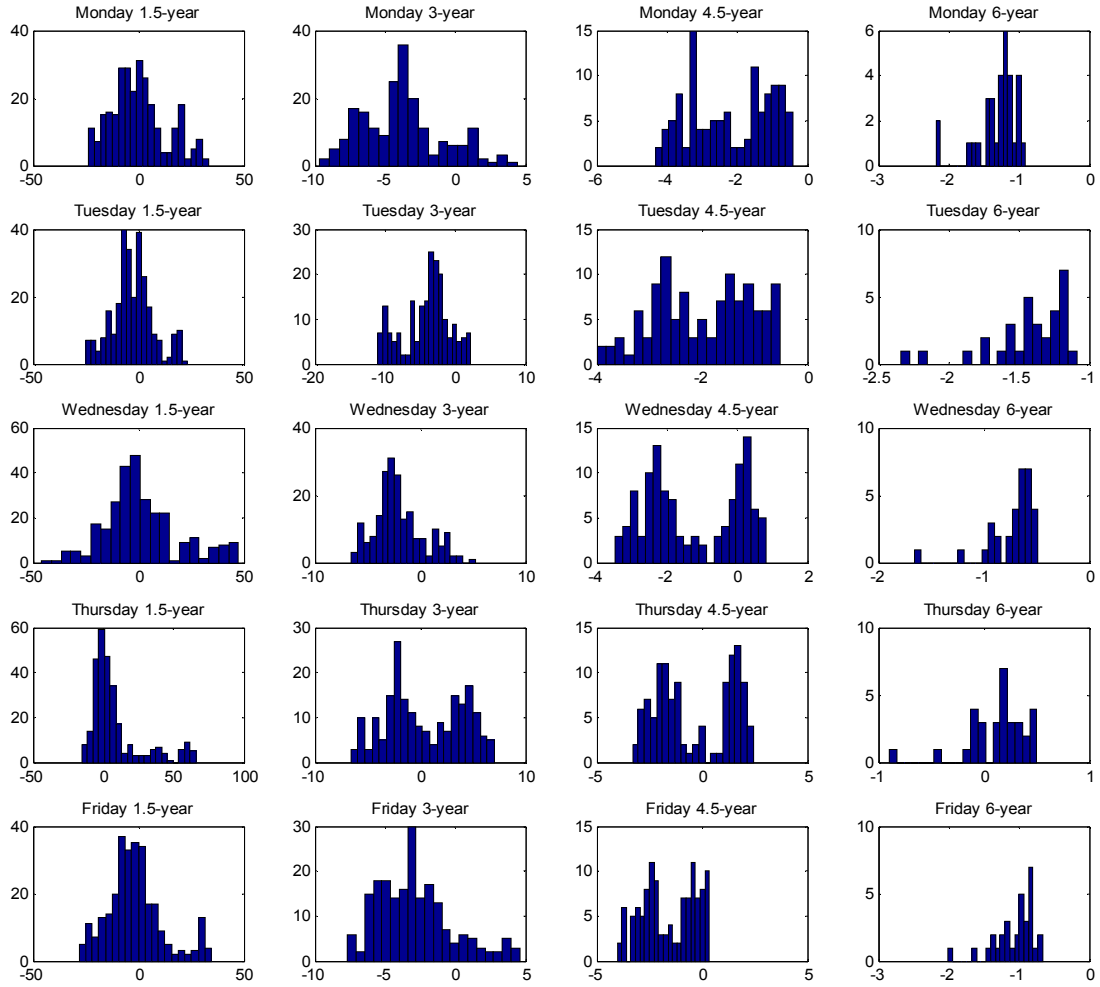 Monday 1.5-year Monday 3-year Monday 4.5-year Monday 6-year
40 40 15 6
20 20 10 4
5 2
0 0 0 0
-50 0 50 -10 -5 0 5 -6 -4 -2 0 -3 -2 -1 0
Tuesday 1.5-year Tuesday 3-year Tuesday 4.5-year Tuesday 6-year
40 30 15 10
20 20 10 5
10 5
0 0 0 0
-50 0 50 -20 -10 0 10 -4 -2 0 -2.5 -2 -1.5 -1
Wednesday 1.5-year Wednesday 3-year Wednesday 4.5-year Wednesday 6-year
60 40 15 10
40 20 10 5
20 5
0 0 0 0
-50 0 50 -10 0 10 -4 -2 0 2 -2 -1 0
Thursday 1.5-year Thursday 3-year Thursday 4.5-year Thursday 6-year
60 30 15 10
40 20 10 5
20 10 5
0 0 0 0
-50 0 50 100 -10 0 10 -5 0 5 -1 0 1
Friday 1.5-year Friday 3-year Friday 4.5-year Friday 6-year
40 30 15 10
20 20 10 5
10 5
0 0 0 0
-50 0 50 -10 -5 0 5 -5 0 5 -3 -2 -1 0